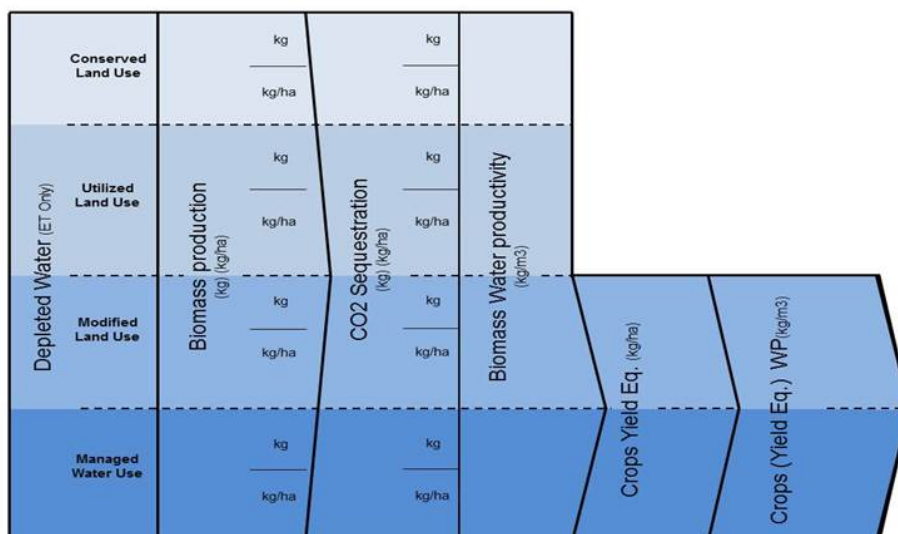 Depleted Water (ET Only)
Conserved
Land Use
Utilized
Land Use
Modified
Land Use
Managed
Water Use
Biomass production
(kg) (kg/ha)
kg
kg/ha
kg
kg/ha
kg
kg/ha
kg
kg/ha
CO2 Sequestration
(kg) (kg/ha)
kg
kg/ha
kg
kg/ha
kg
kg/ha
kg
kg/ha
Biomass Water productivity
(kg/m3)
Crops Yield Eq. (kg/ha)
Crops (Yield Eq.) WP(kg/m3)